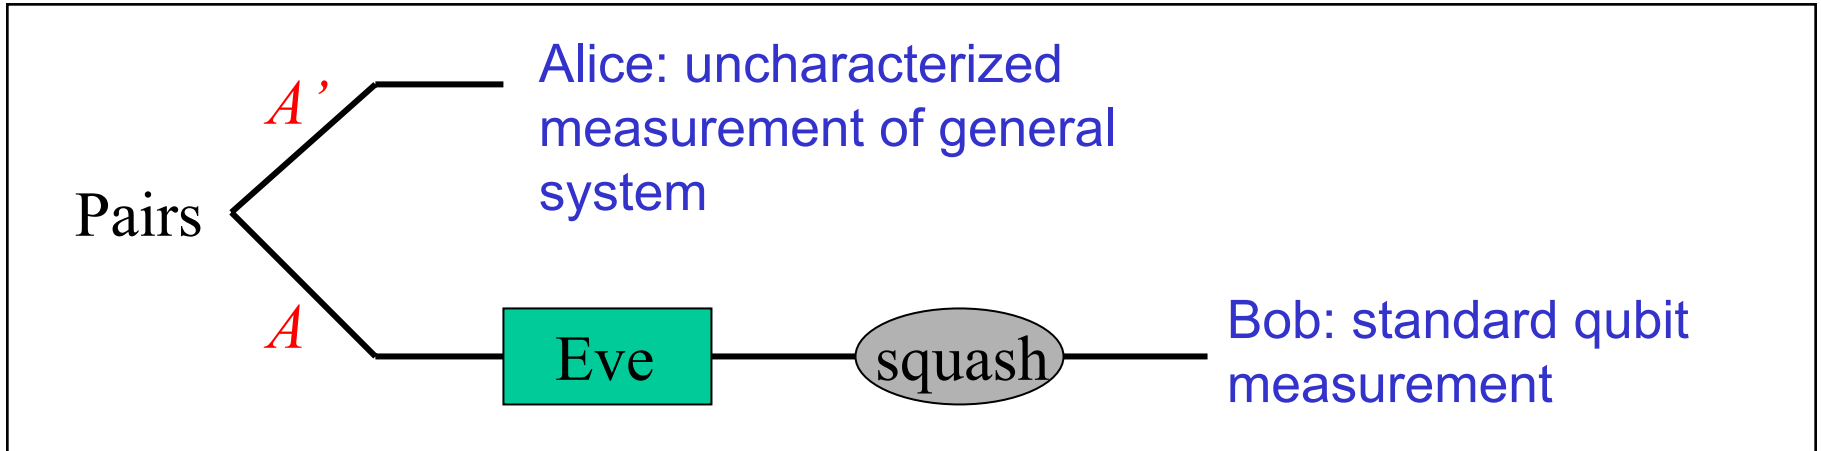 Alice: uncharacterized
measurement of general
system
A’
Pairs
A
Eve
squash
Bob: standard qubit
measurement